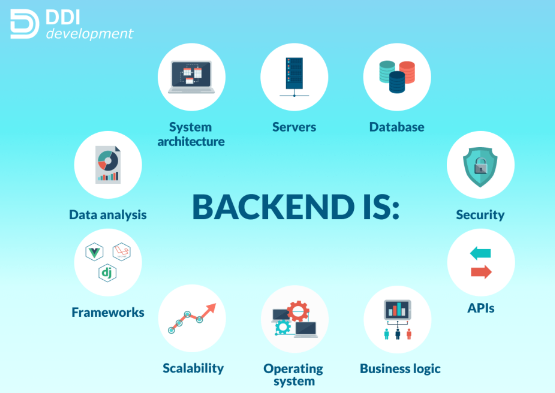 DDI
development
System
architecture
Servers
Database
Data analysis
BACKEND IS:
Security
dj
Frameworks
APIs
Scalability
Operating
system
Business logic